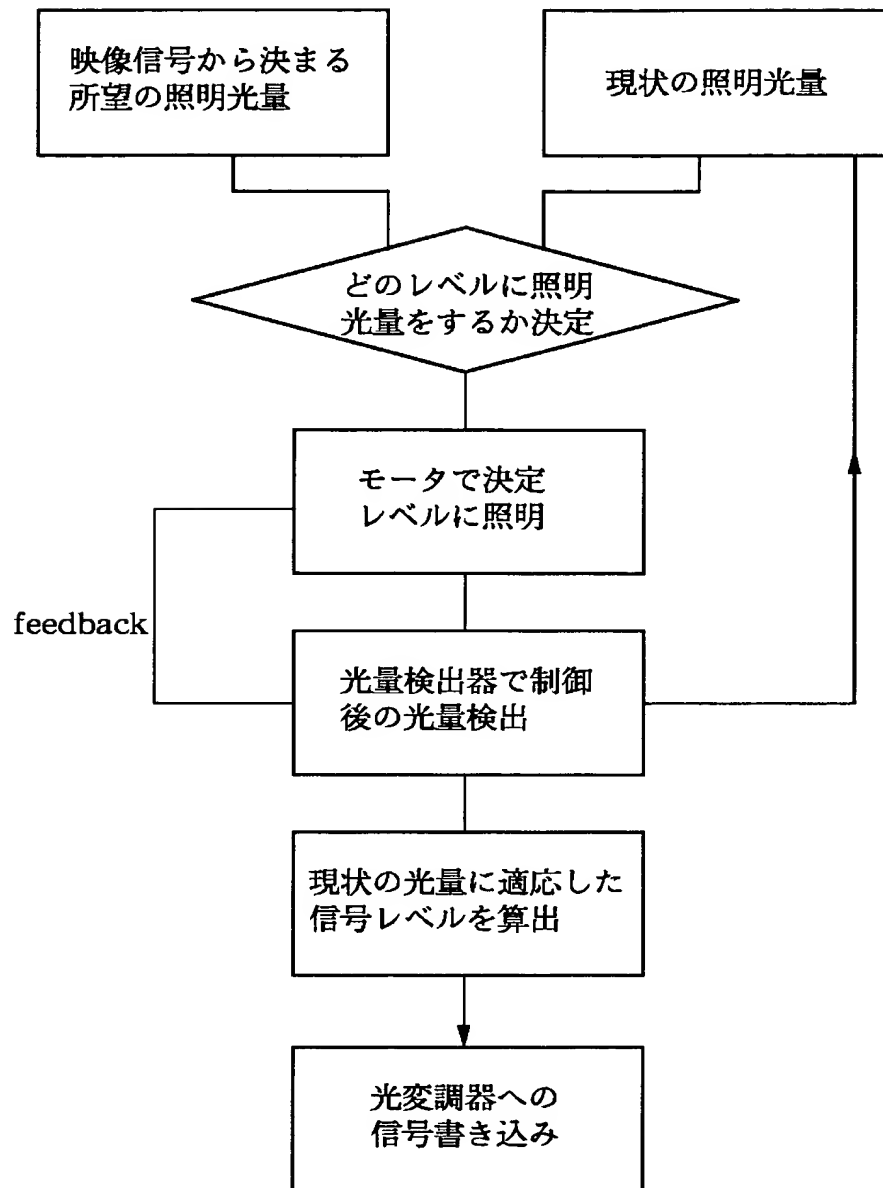 映像信号から決まる
所望の照明光量
現状の照明光量
どのレベルに照明
光量をするか決定
モータで決定
レベルに照明
feedback
光量検出器で制御
後の光量検出
現状の光量に適応した
信号レベルを算出
光変調器への
信号書き込み